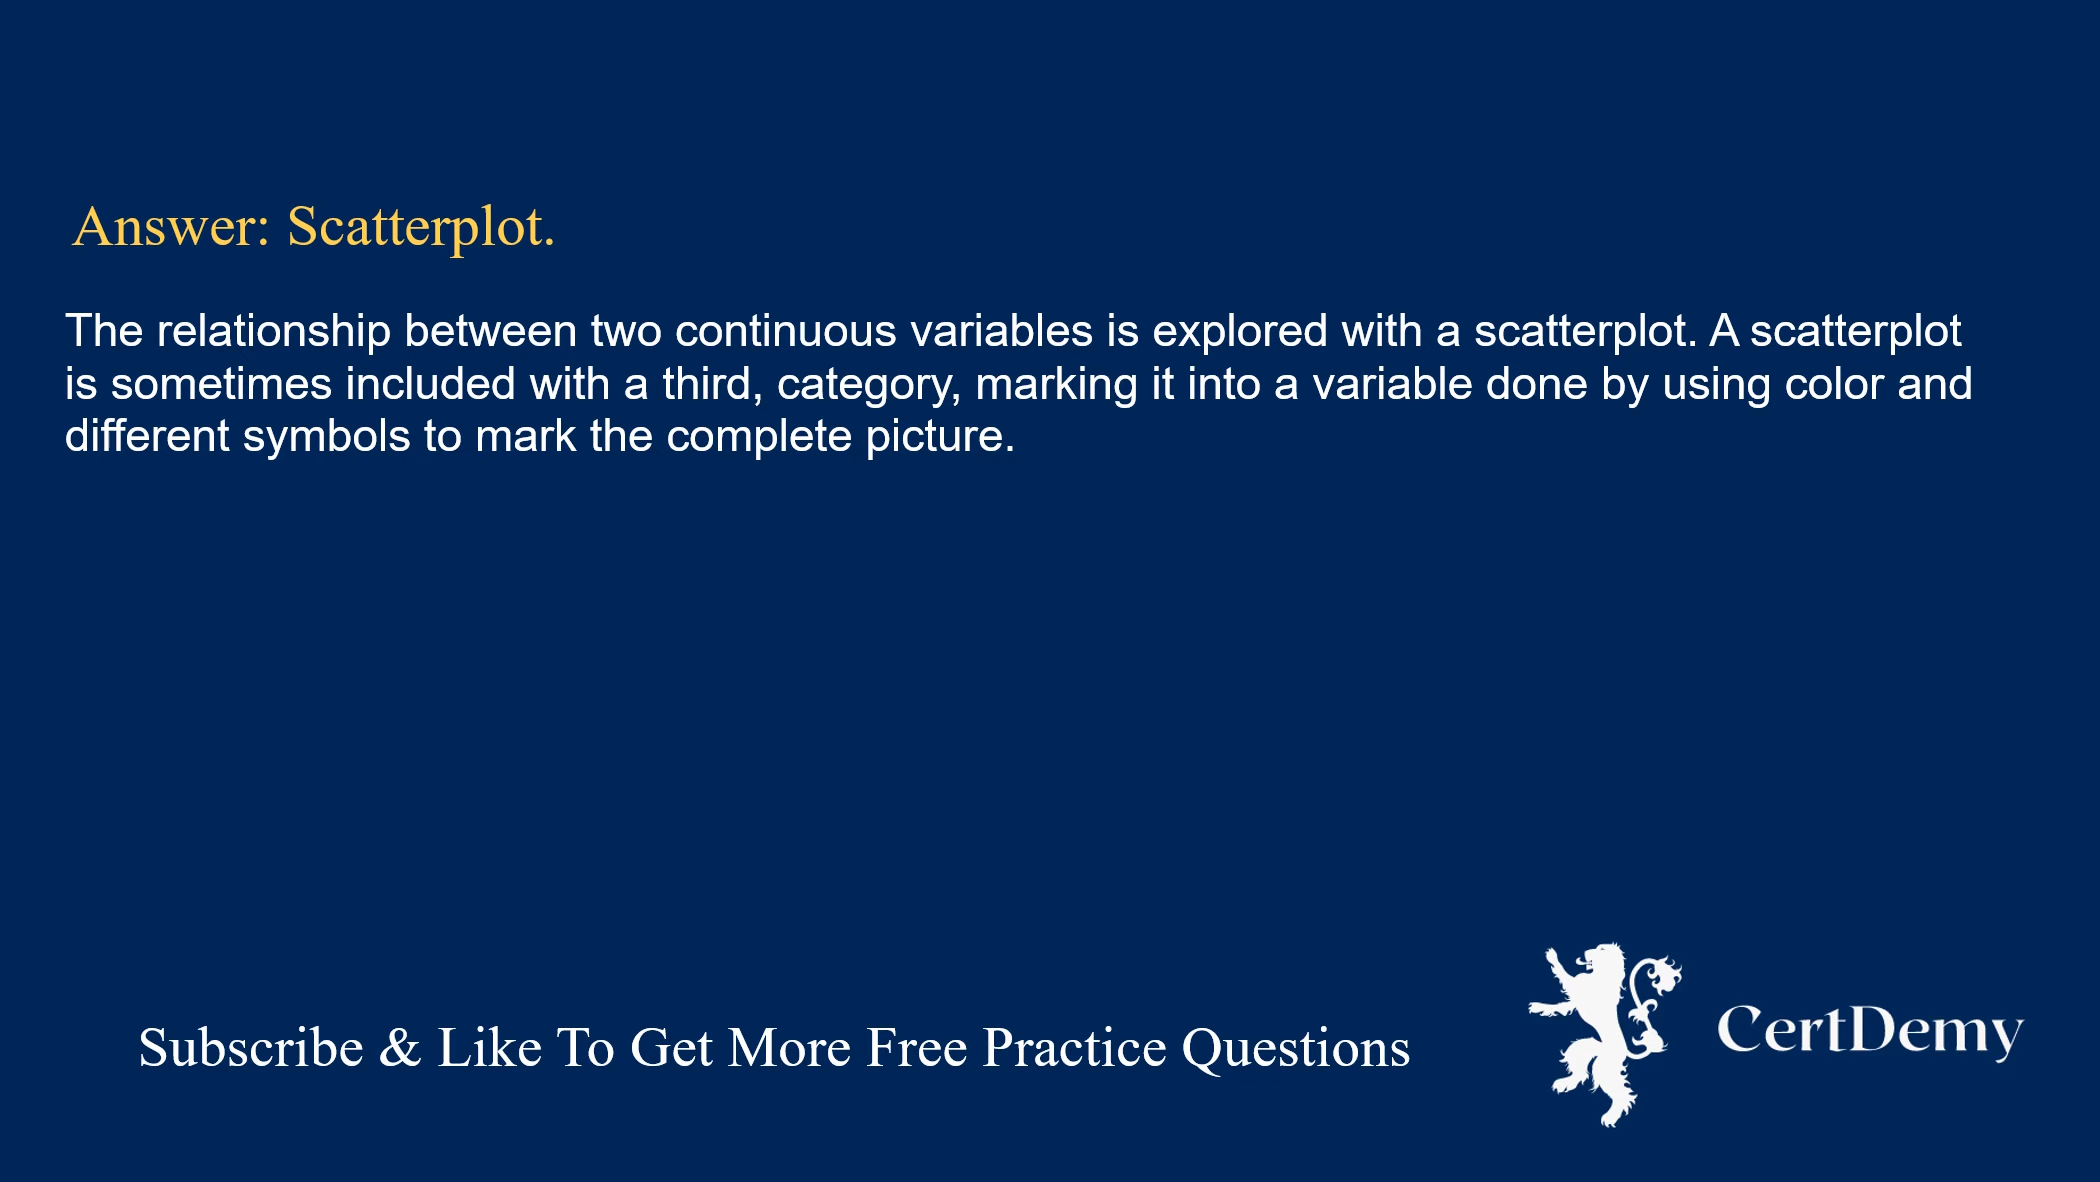 Answer: Scatterplot.
The relationship between two continuous variables is explored with a scatterplot. A scatterplot
is sometimes included with a third, category, marking it into a variable done by using color and
different symbols to mark the complete picture.
Subscribe & Like To Get More Free Practice Questions
CertDemy